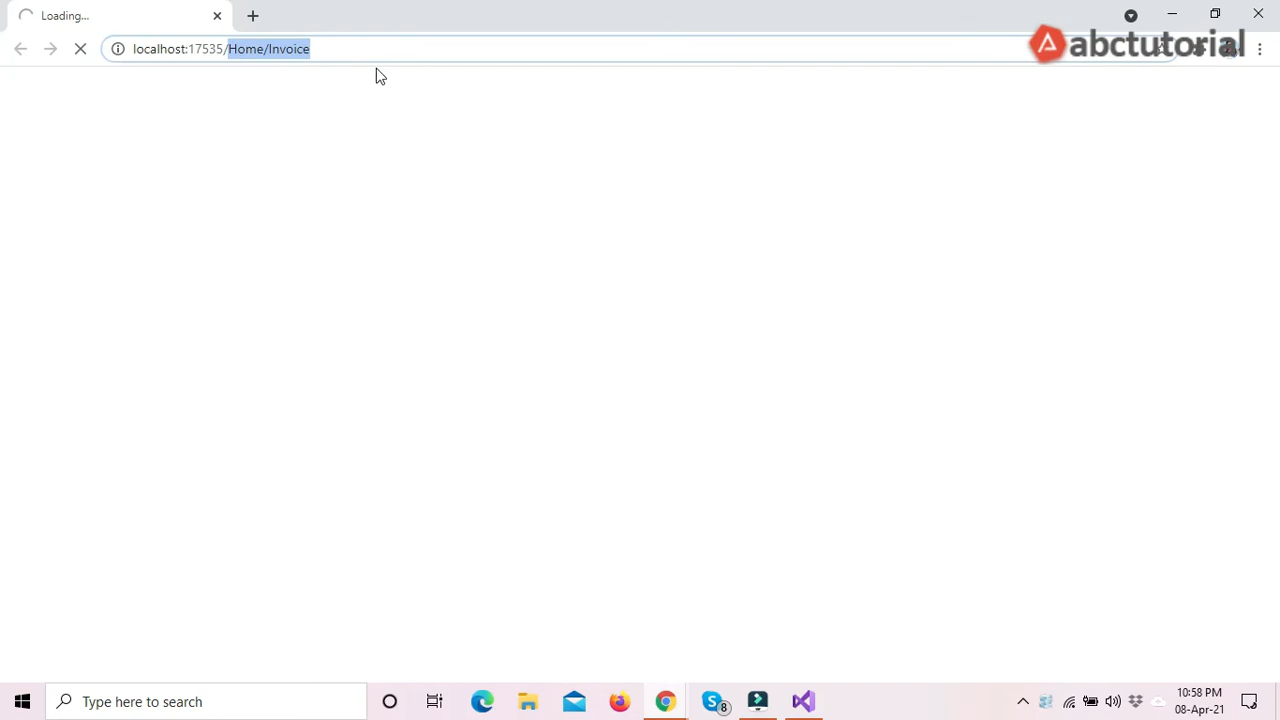 Loading...
localhost:17535/Home/Invoice
abctutorial
8
Type here to search
10:58 PM
08-Apr-21